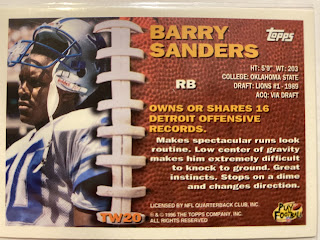 BARRY
SANDERS
Topps
RB
HT: 5'9" WT: 203
COLLEGE: OKLAHOMA STATE
DRAFT: LIONS #1 - 1989
ACQ: VIA DRAFT
OWNS OR SHARES 16
DETROIT OFFENSIVE
RECORDS.
Makes spectacular runs look
routine. Low center of gravity
makes him extremely difficult
to knock to ground. Great
instincts. Stops on a dime
and changes direction.
TW20
LICENSED BY NFL QUARTERBACK CLUB, INC.
® & © 1996 THE TOPPS COMPANY, INC.
ALL RIGHTS RESERVED
PLAY
FOOTBALL